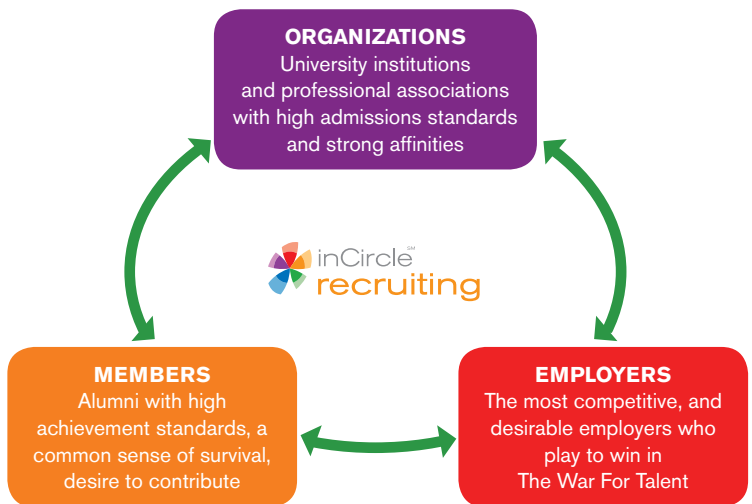 ORGANIZATIONS
University institutions
and professional associations
with high admissions standards
and strong affinities
inCircle℠
recruiting
MEMBERS
Alumni with high
achievement standards, a
common sense of survival,
desire to contribute
EMPLOYERS
The most competitive, and
desirable employers who
play to win in
The War For Talent